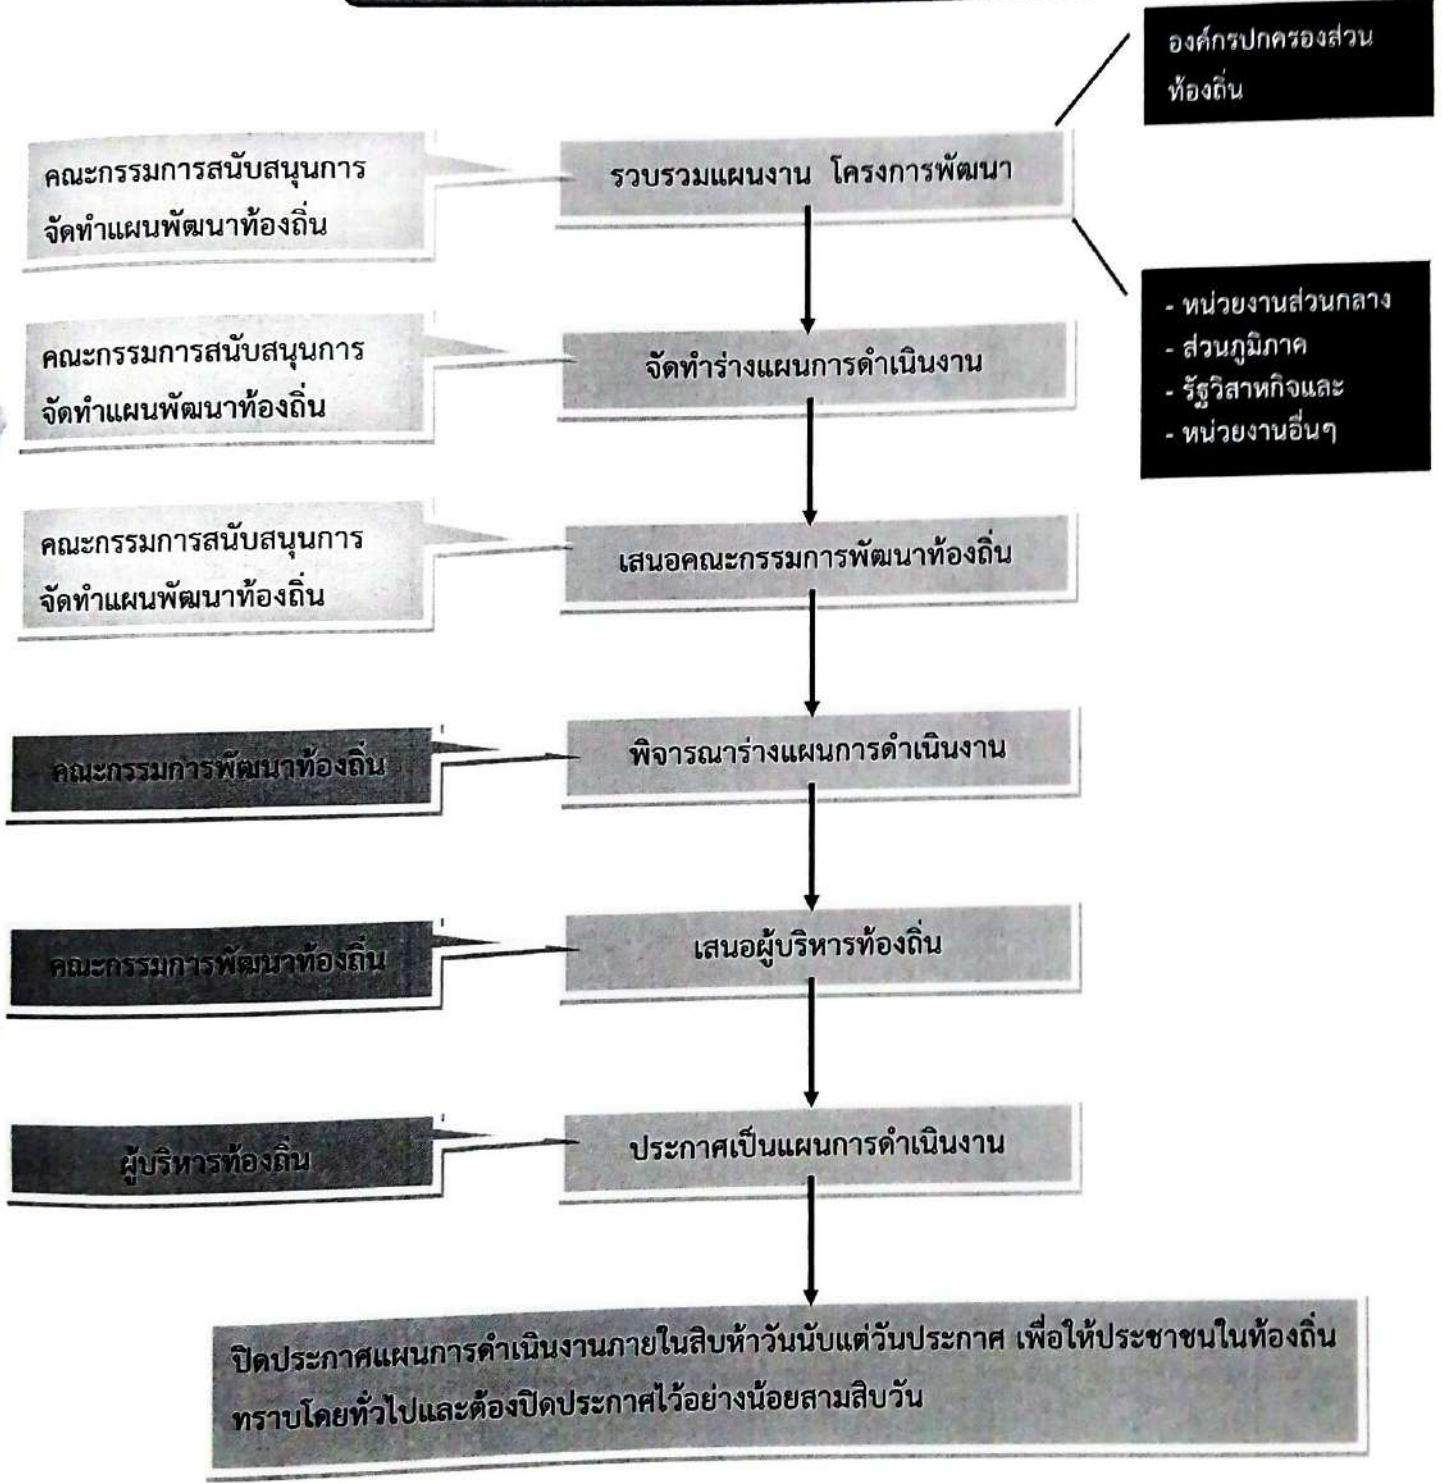 องค์กรปกครองส่วน
ท้องถิ่น
คณะกรรมการสนับสนุนการ
จัดทำแผนพัฒนาท้องถิ่น
รวบรวมแผนงาน โครงการพัฒนา
- หน่วยงานส่วนกลาง
- ส่วนภูมิภาค
- รัฐวิสาหกิจและ
- หน่วยงานอื่นๆ
คณะกรรมการสนับสนุนการ
จัดทำแผนพัฒนาท้องถิ่น
จัดทำร่างแผนการดำเนินงาน
คณะกรรมการสนับสนุนการ
จัดทำแผนพัฒนาท้องถิ่น
เสนอคณะกรรมการพัฒนาท้องถิ่น
คณะกรรมการพัฒนาท้องถิ่น
พิจารณาร่างแผนการดำเนินงาน
คณะกรรมการพัฒนาท้องถิ่น
เสนอผู้บริหารท้องถิ่น
ผู้บริหารท้องถิ่น
ประกาศเป็นแผนการดำเนินงาน
ปิดประกาศแผนการดำเนินงานภายในสิบห้าวันนับแต่วันประกาศ เพื่อให้ประชาชนในท้องถิ่น
ทราบโดยทั่วไปและต้องปิดประกาศไว้อย่างน้อยสามสิบวัน